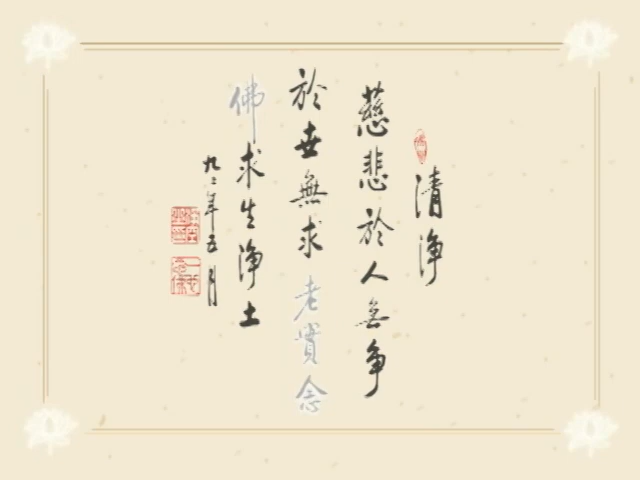 清淨
慈悲於人無爭
於世無求老實念
佛求生淨土
九二年五月